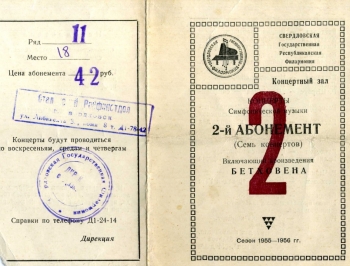 Ряд 11
Место 18
Цена абонемента 42 руб.
Концерты будут проводиться
по воскресеньям, средам и четвергам
Справки по телефону Д1-24-14
Дирекция
СВЕРДЛОВСКАЯ
Государственная
Республиканская
Филармония
Концертный зал
КОНЦЕРТЫ
Симфонической музыки
2-й АБОНЕМЕНТ
(Семь концертов)
2
Включающий произведения
БЕТХОВЕНА
Сезон 1955—1956 гг.